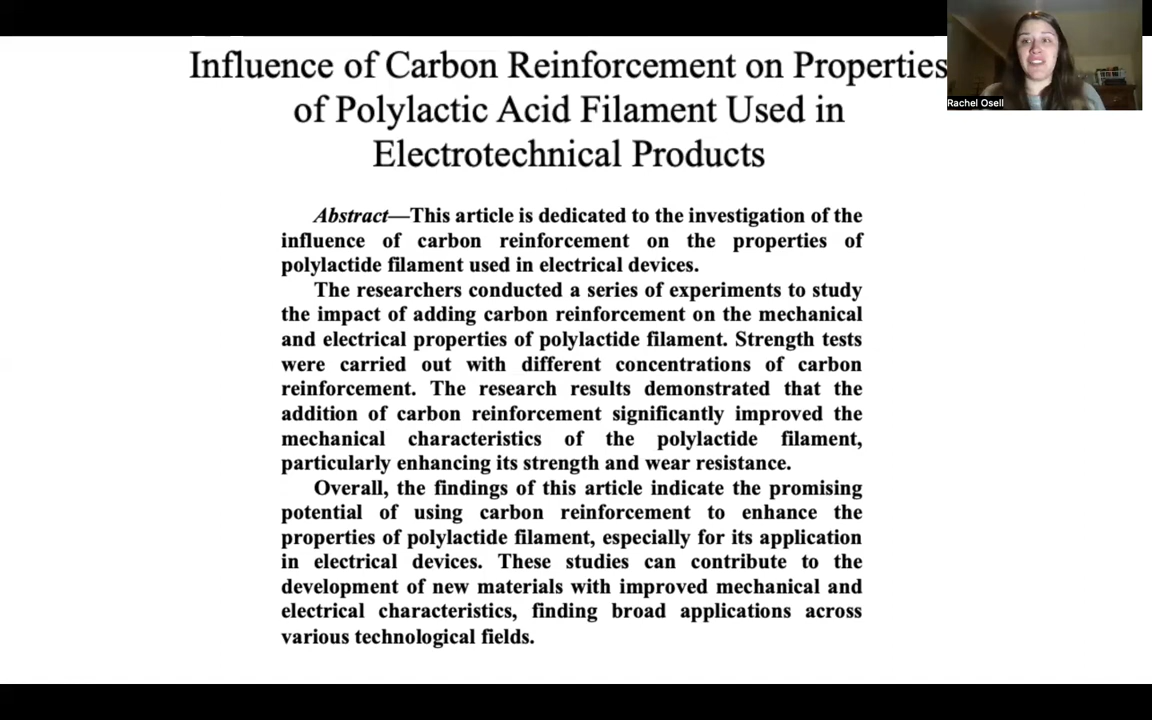 Influence of Carbon Reinforcement on Properties
of Polylactic Acid Filament Used in
Electrotechnical Products
Rachel Osell
Abstract—This article is dedicated to the investigation of the
influence of carbon reinforcement on the properties of
polylactide filament used in electrical devices.
The researchers conducted a series of experiments to study
the impact of adding carbon reinforcement on the mechanical
and electrical properties of polylactide filament. Strength tests
were carried out with different concentrations of carbon
reinforcement. The research results demonstrated that the
addition of carbon reinforcement significantly improved the
mechanical characteristics of the polylactide filament,
particularly enhancing its strength and wear resistance.
Overall, the findings of this article indicate the promising
potential of using carbon reinforcement to enhance the
properties of polylactide filament, especially for its application
in electrical devices. These studies can contribute to the
development of new materials with improved mechanical and
electrical characteristics, finding broad applications across
various technological fields.